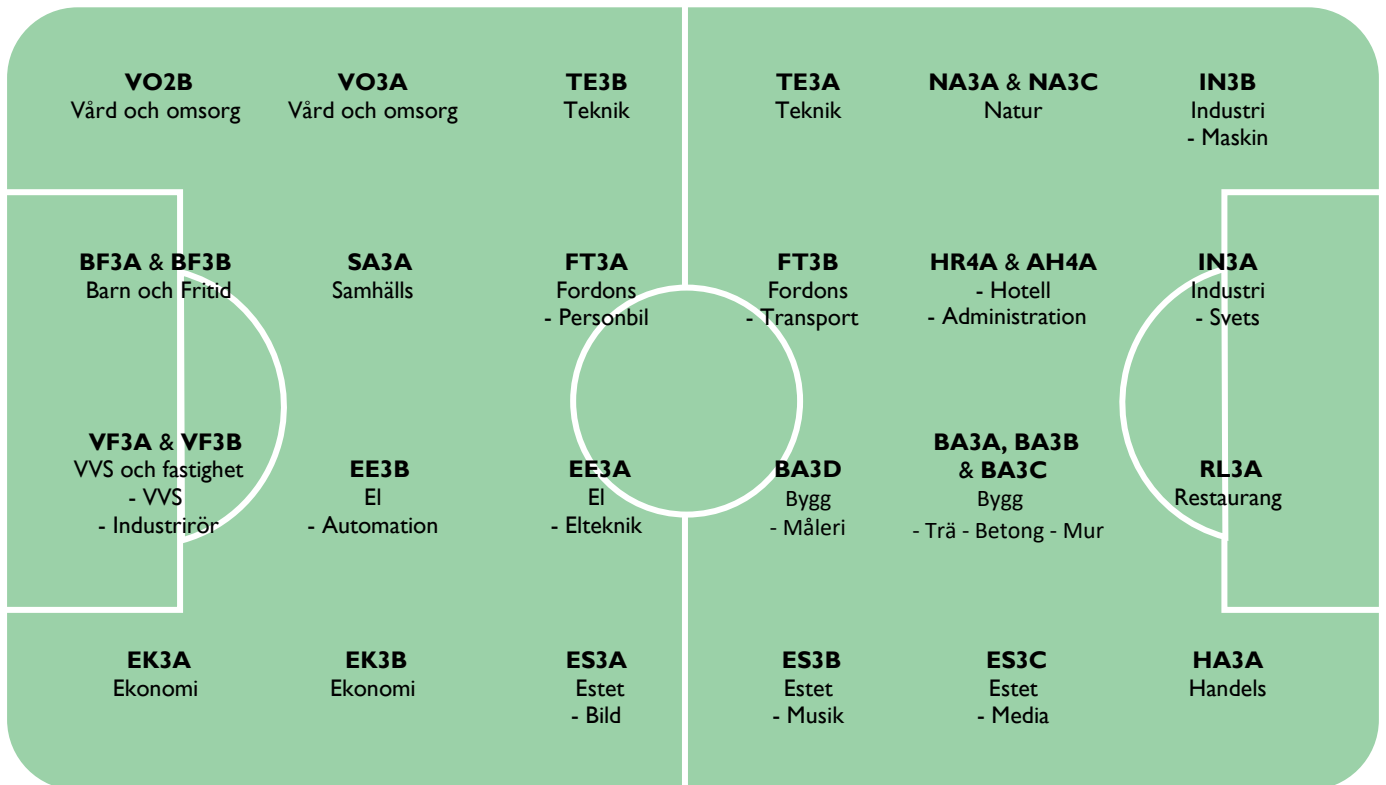 VO2B
Vård och omsorg
VO3A
Vård och omsorg
TE3B
Teknik
TE3A
Teknik
NA3A & NA3C
Natur
IN3B
Industri
- Maskin
BF3A & BF3B
Barn och Fritid
SA3A
Samhälls
FT3A
Fordons
- Personbil
FT3B
Fordons
- Transport
HR4A & AH4A
- Hotell
- Administration
IN3A
Industri
- Svets
VF3A & VF3B
VVS och fastighet
- VVS
- Industrirör
EE3B
El
- Automation
EE3A
El
- Elteknik
BA3D
Bygg
- Måleri
BA3A, BA3B
& BA3C
Bygg
- Trä - Betong - Mur
RL3A
Restaurang
EK3A
Ekonomi
EK3B
Ekonomi
ES3A
Estet
- Bild
ES3B
Estet
- Musik
ES3C
Estet
- Media
HA3A
Handels